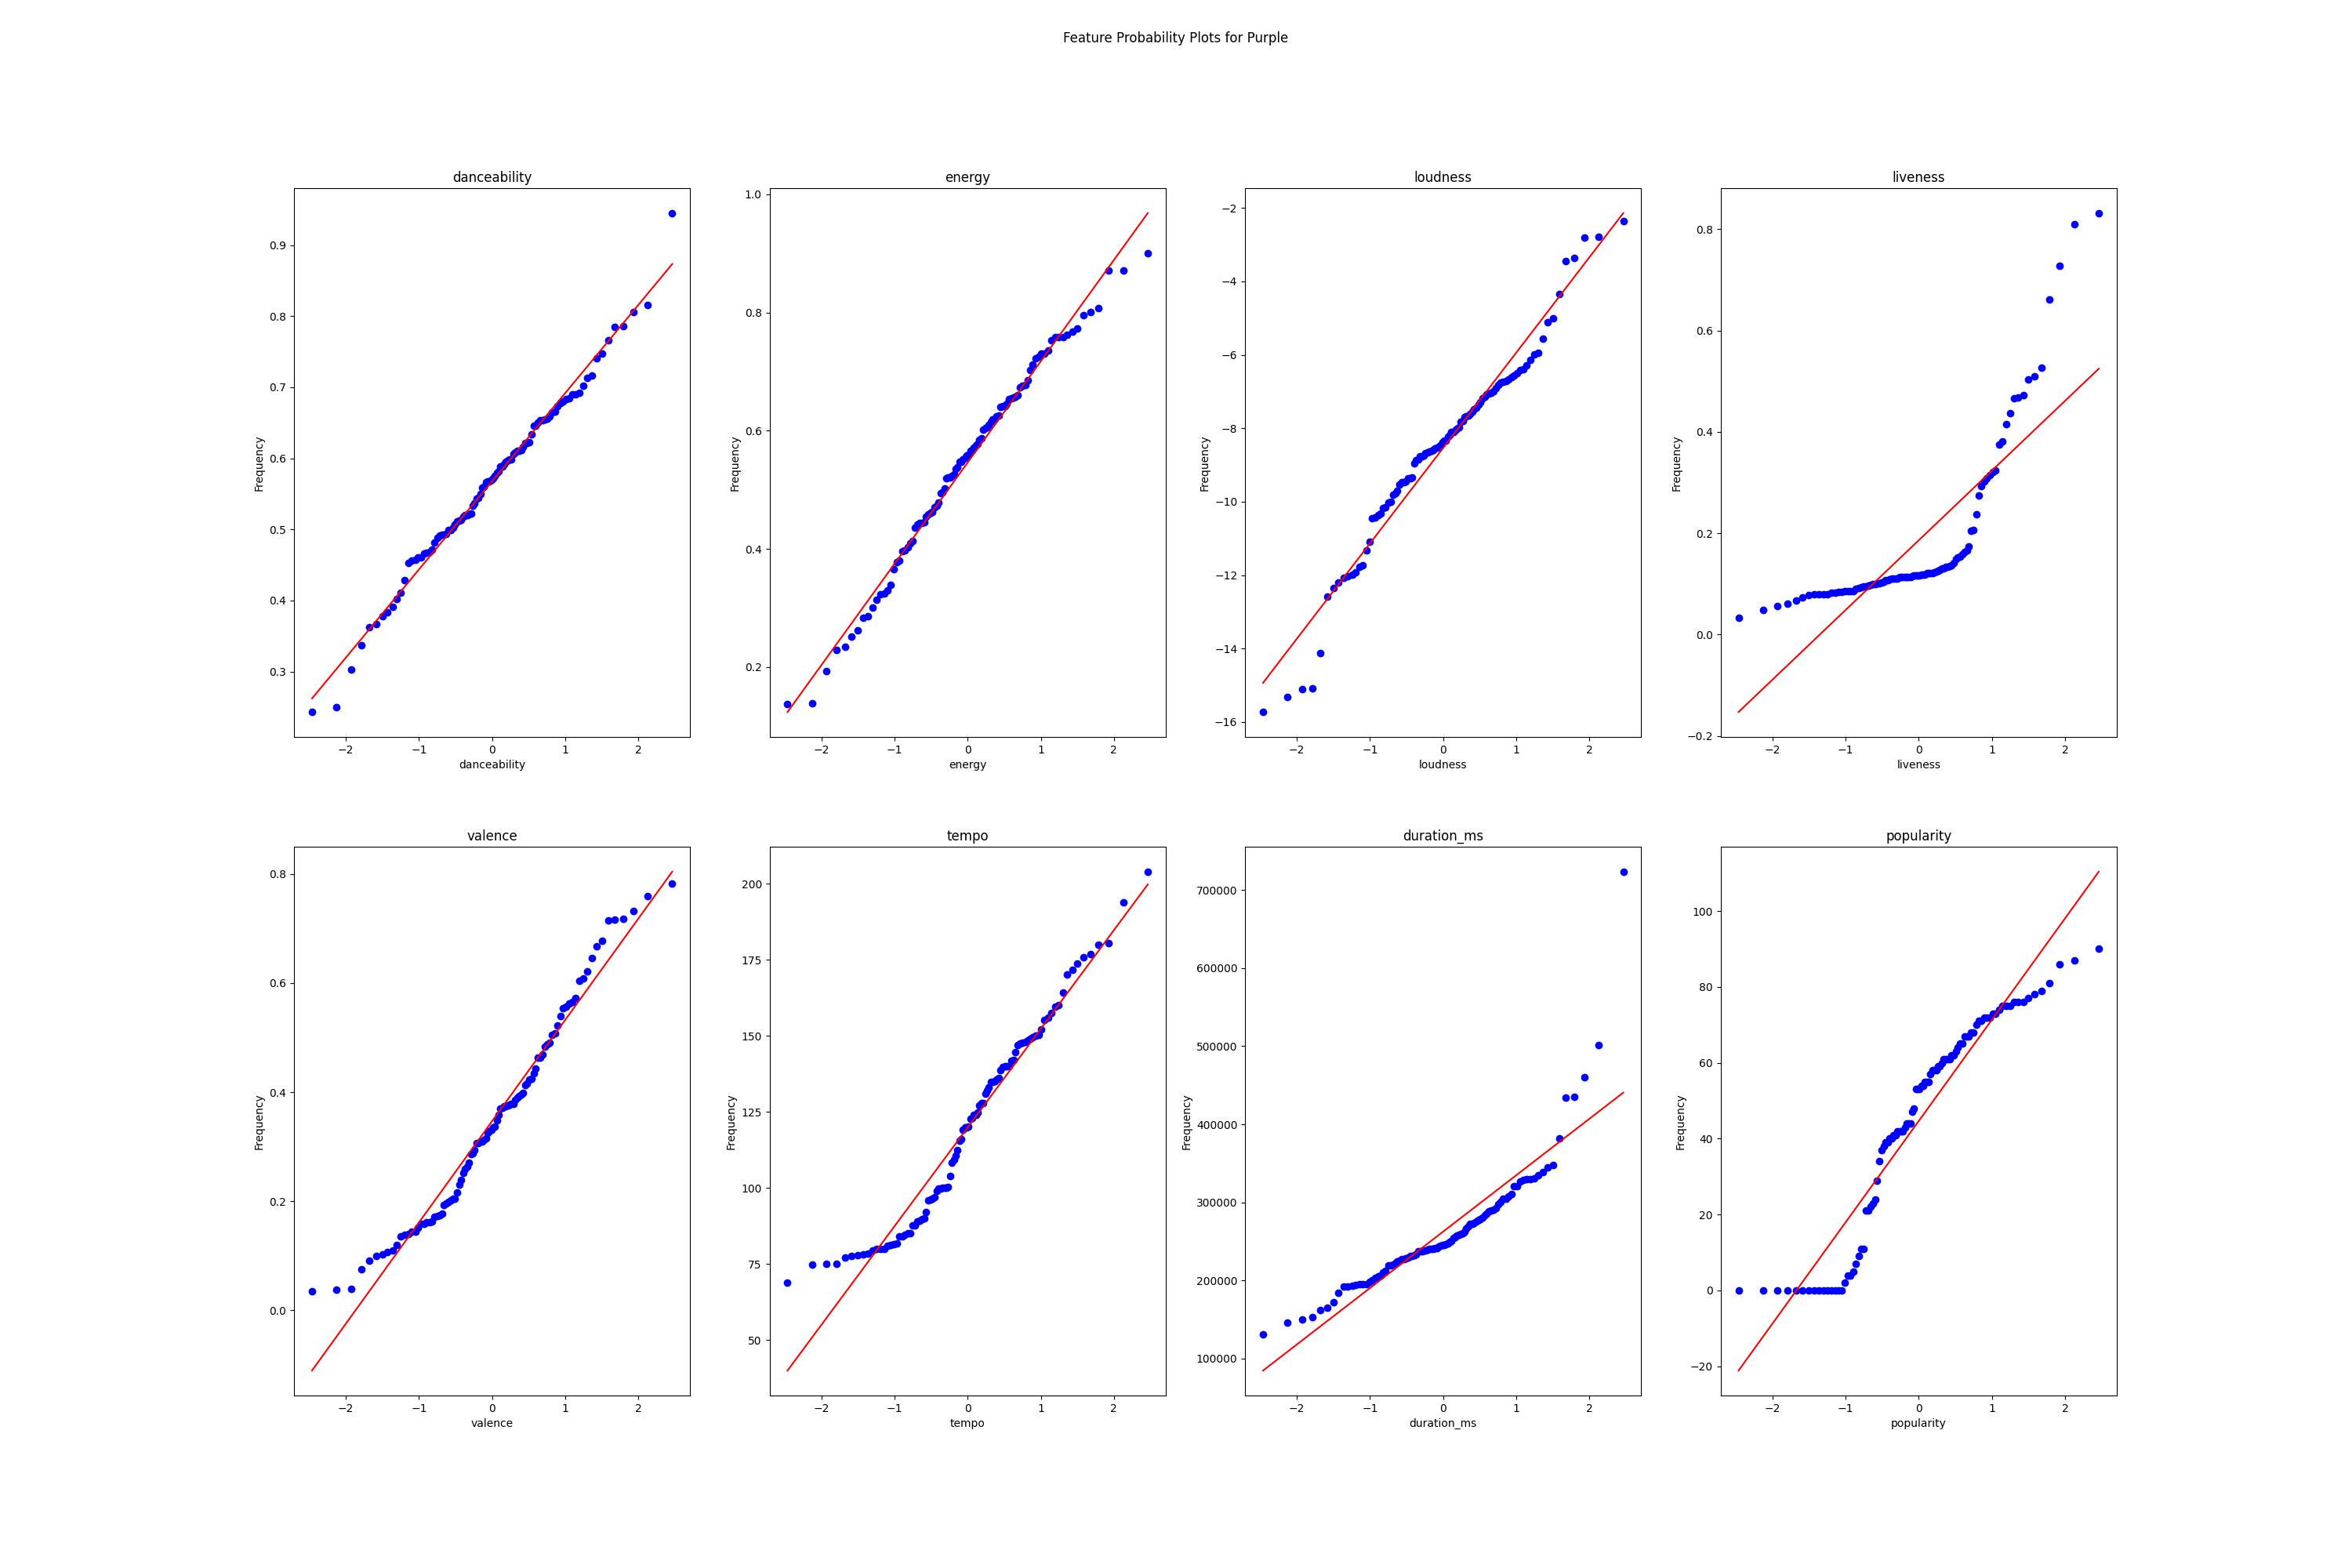 Feature Probability Plots for Purple
danceability
Frequency
0.9
0.8
0.7
0.6
0.5
0.4
0.3
−2 −1 0 1 2
danceability
energy
Frequency
1.0
0.8
0.6
0.4
0.2
−2 −1 0 1 2
energy
loudness
Frequency
−2
−4
−6
−8
−10
−12
−14
−16
−2 −1 0 1 2
loudness
liveness
Frequency
0.8
0.6
0.4
0.2
0.0
−0.2
−2 −1 0 1 2
liveness
valence
Frequency
0.8
0.6
0.4
0.2
0.0
−2 −1 0 1 2
valence
tempo
Frequency
200
175
150
125
100
75
50
−2 −1 0 1 2
tempo
duration_ms
Frequency
700000
600000
500000
400000
300000
200000
100000
−2 −1 0 1 2
duration_ms
popularity
Frequency
100
80
60
40
20
0
−20
−2 −1 0 1 2
popularity